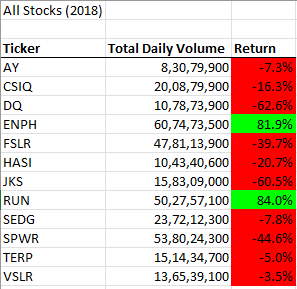 All Stocks (2018)
Ticker Total Daily Volume Return
AY 8,30,79,900 -7.3%
CSIQ 20,08,79,900 -16.3%
DQ 10,78,73,900 -62.6%
ENPH 60,74,73,500 81.9%
FSLR 47,81,13,900 -39.7%
HASI 10,43,40,600 -20.7%
JKS 15,83,09,000 -60.5%
RUN 50,27,57,100 84.0%
SEDG 23,72,12,300 -7.8%
SPWR 53,80,24,300 -44.6%
TERP 15,14,34,700 -5.0%
VSLR 13,65,39,100 -3.5%